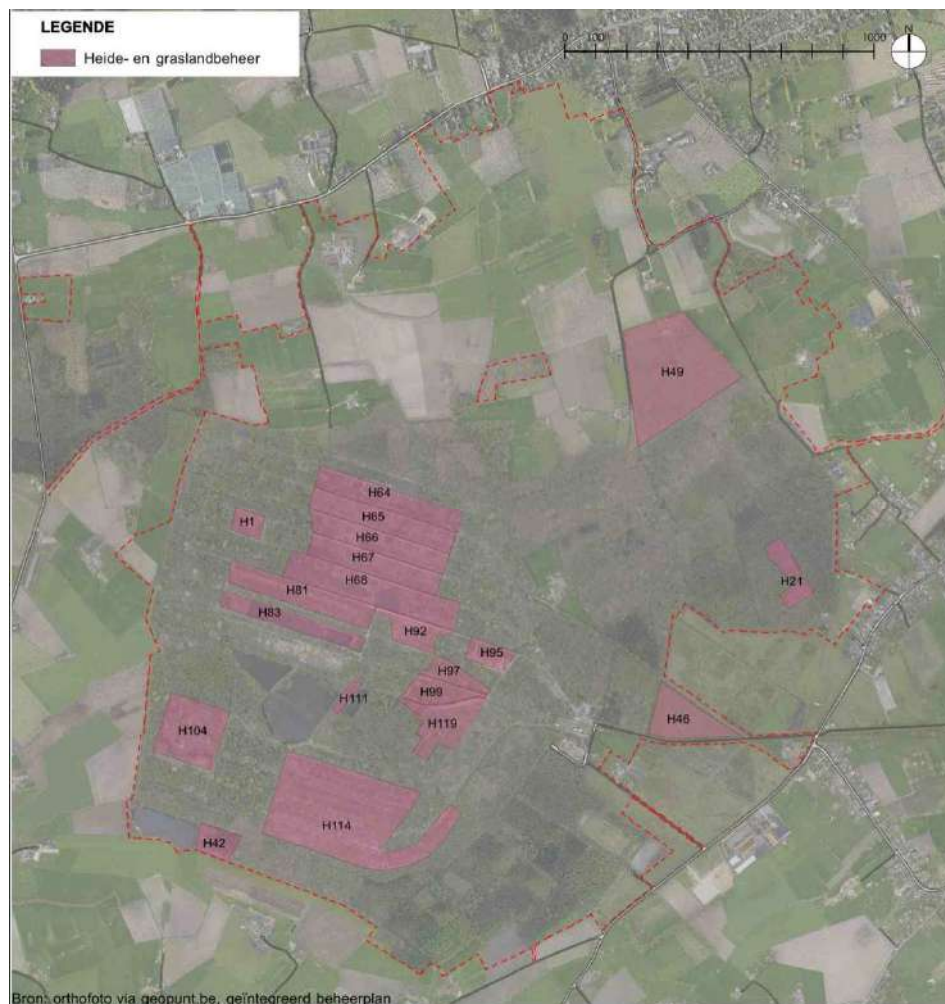 LEGENDE
Heide- en graslandbeheer
0 100 1000
N
H49
H64
H1
H65
H66
H67
H68
H21
H81
H83
H92
H95
H97
H111
H99
H46
H104
H119
H114
H42
Bron: orthofoto via geopunt.be, geïntegreerd beheerplan